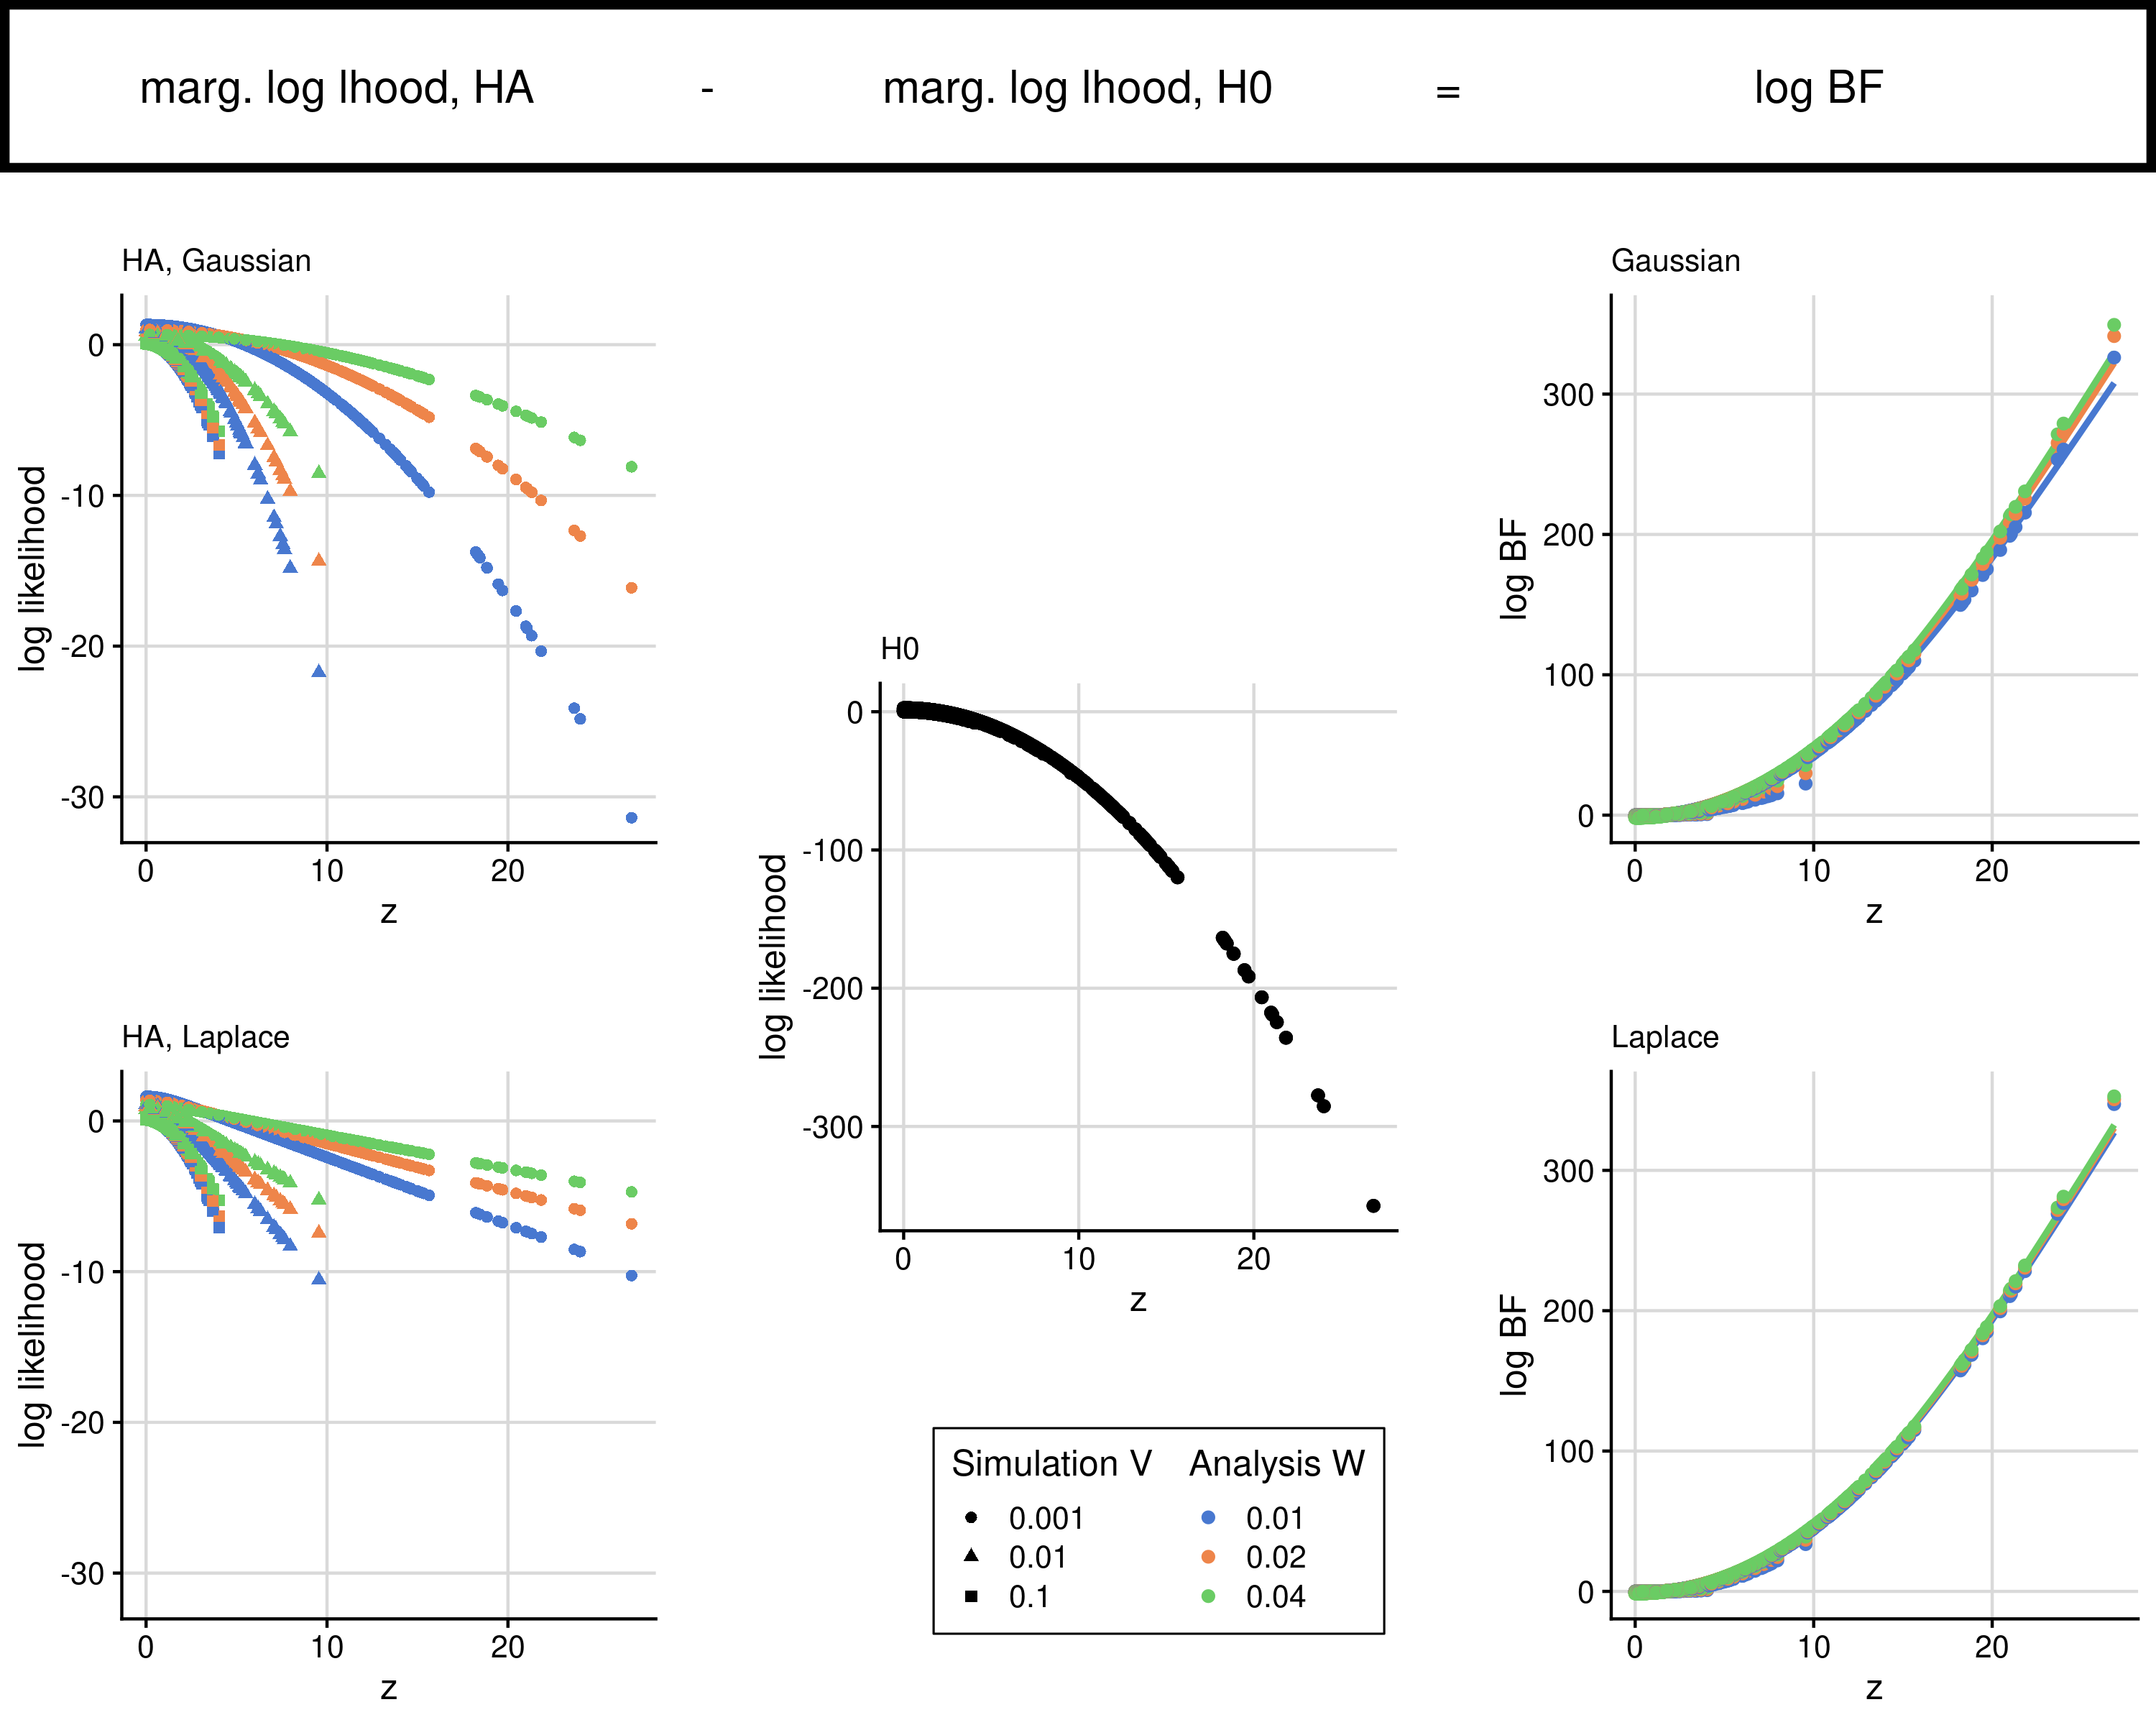 marg. log lhood, HA - marg. log lhood, H0 = log BF
HA, Gaussian
log likelihood
0
-10
-20
-30
0 10 20
z
HA, Laplace
log likelihood
0
-10
-20
-30
0 10 20
z
H0
log likelihood
0
-100
-200
-300
0 10 20
z
Simulation V Analysis W
0.001 0.01
0.01 0.02
0.1 0.04
Gaussian
log BF
300
200
100
0
0 10 20
z
Laplace
log BF
300
200
100
0
0 10 20
z